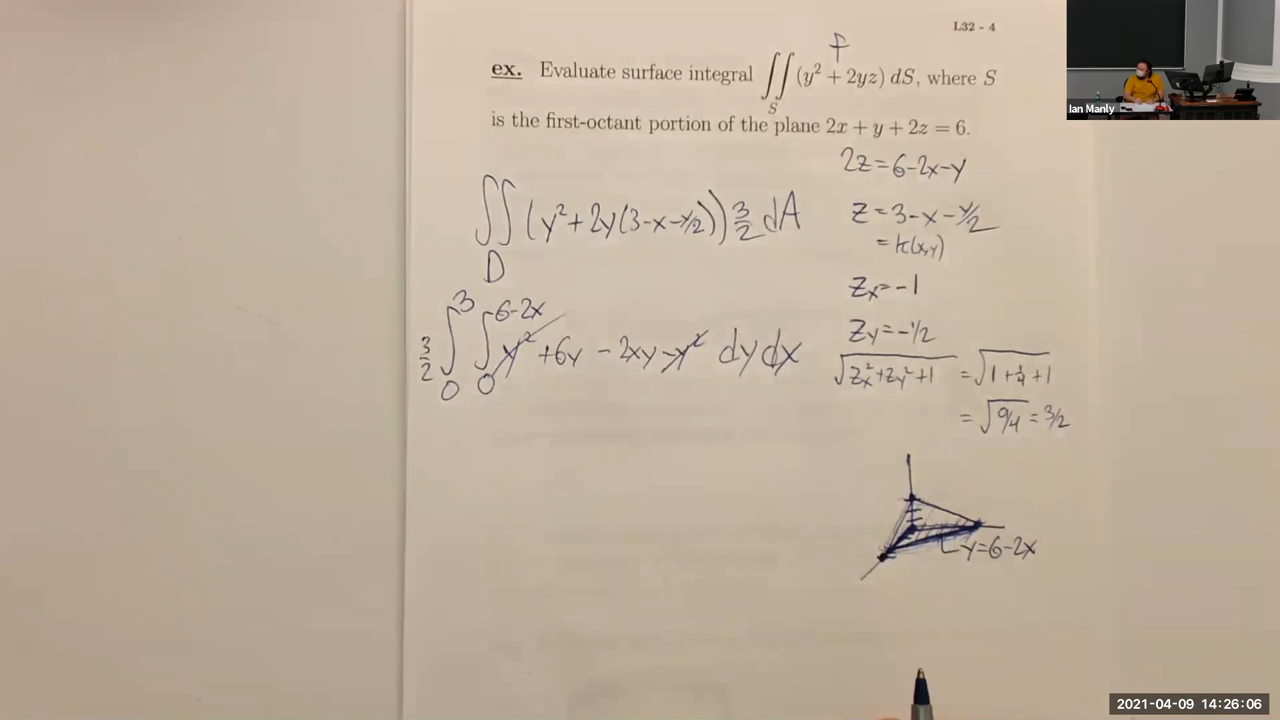 L32 - 4
f
ex. Evaluate surface integral ∬_S (y² + 2yz) dS, where S
is the first-octant portion of the plane 2x + y + 2z = 6.
2z = 6-2x-y
∬_D (y² + 2y(3-x-y/2)) 3/2 dA
z = 3-x-y/2
= k(x,y)
z_x = -1
z_y = -1/2
3/2 ∫_0^3 ∫_0^{6-2x} y² + 6y - 2xy - y² dy dx
√(z_x² + z_y² + 1) = √(1 + 1/4 + 1)
= √(9/4) = 3/2
y = 6-2x
Ian Manly
2021-04-09 14:26:06